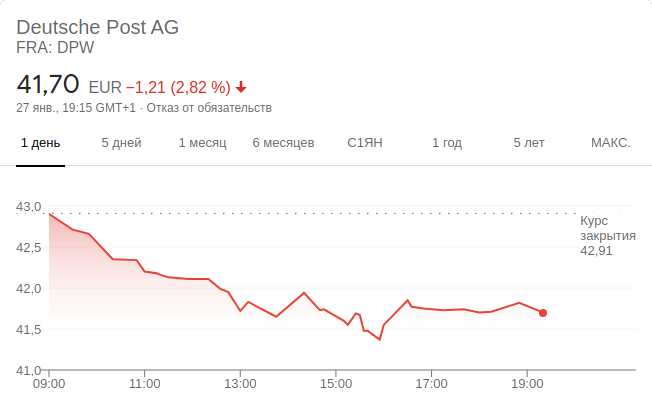 Deutsche Post AG
FRA: DPW
41,70 EUR −1,21 (2,82 %)
27 янв., 19:15 GMT+1 · Отказ от обязательств
1 день 5 дней 1 месяц 6 месяцев С1ЯН 1 год 5 лет МАКС.
43,0
42,5
42,0
41,5
41,0
Курс
закрытия
42,91
09:00 11:00 13:00 15:00 17:00 19:00